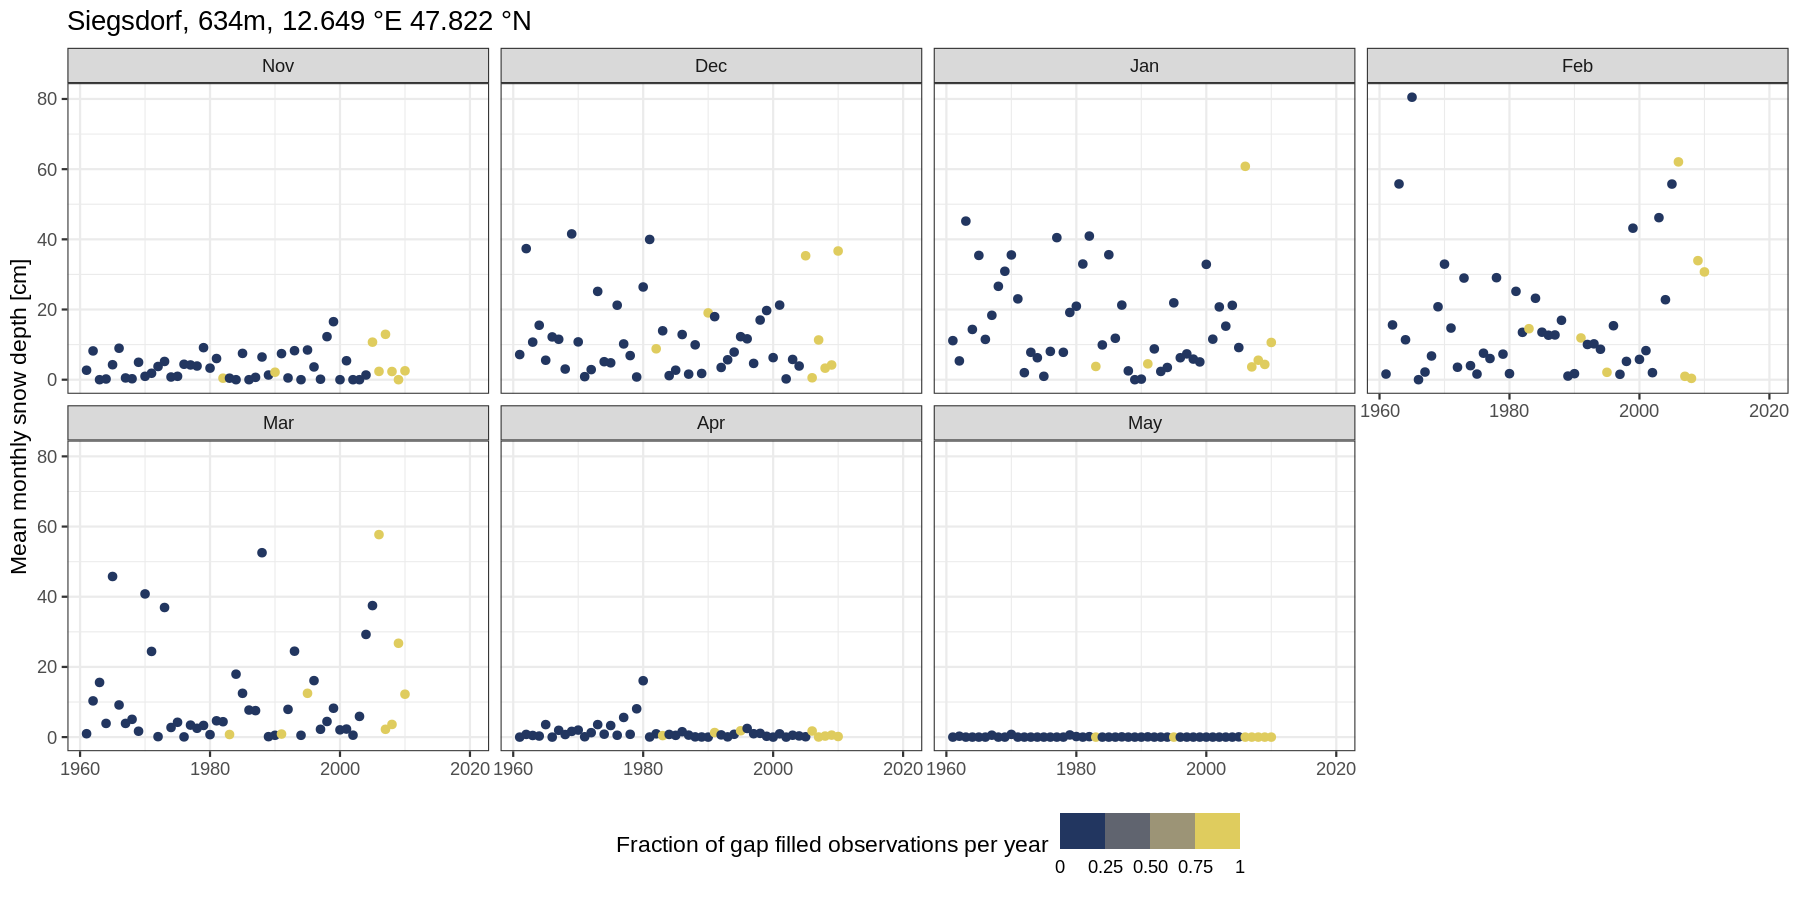 Siegsdorf, 634m, 12.649 °E 47.822 °N
Nov
Dec
Jan
Feb
80
60
40
20
0
1960 1980 2000 2020
Mean monthly snow depth [cm]
Mar
Apr
May
80
60
40
20
0
1960 1980 2000 2020
1960 1980 2000 2020
1960 1980 2000 2020
Fraction of gap filled observations per year
0 0.25 0.50 0.75 1